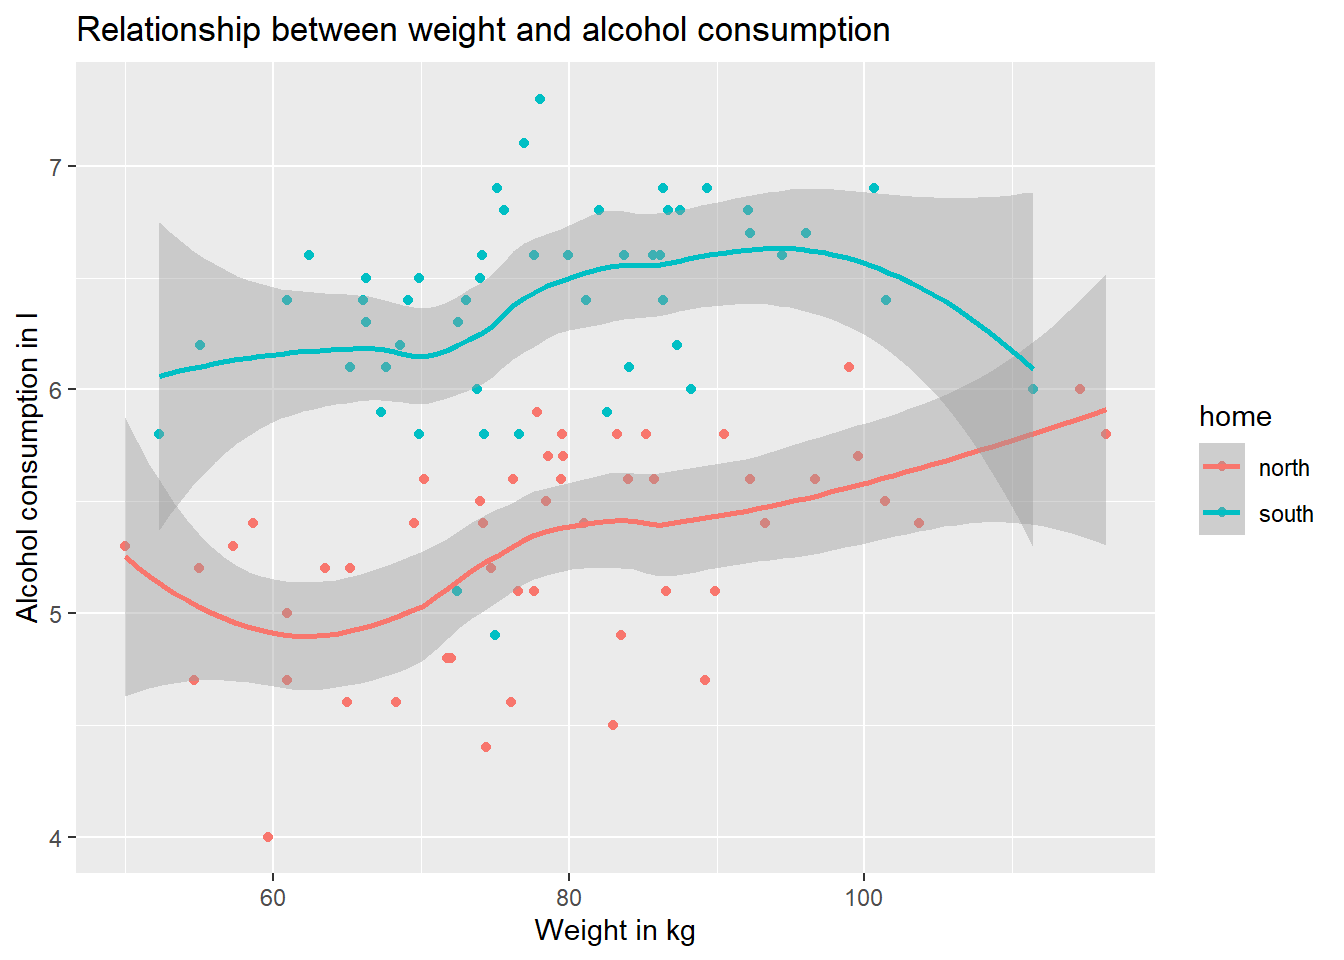 Relationship between weight and alcohol consumption
7
6
5
4
Alcohol consumption in l
60 80 100
Weight in kg
home
north
south